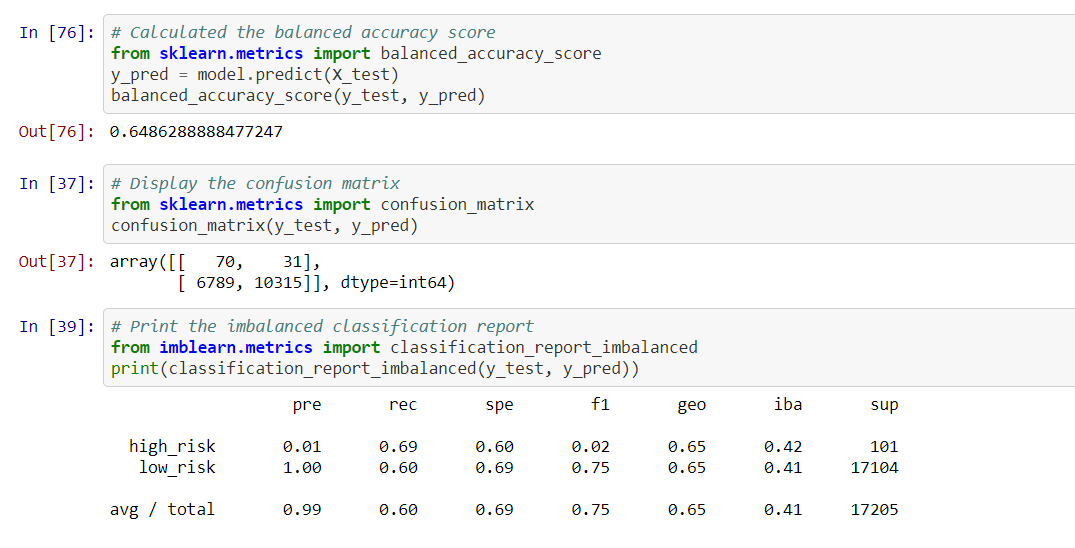 In [76]: # Calculated the balanced accuracy score
from sklearn.metrics import balanced_accuracy_score
y_pred = model.predict(X_test)
balanced_accuracy_score(y_test, y_pred)
Out[76]: 0.6486288888477247
In [37]: # Display the confusion matrix
from sklearn.metrics import confusion_matrix
confusion_matrix(y_test, y_pred)
Out[37]: array([[   70,    31],
       [ 6789, 10315]], dtype=int64)
In [39]: # Print the imbalanced classification report
from imblearn.metrics import classification_report_imbalanced
print(classification_report_imbalanced(y_test, y_pred))
pre rec spe f1 geo iba sup
high_risk 0.01 0.69 0.60 0.02 0.65 0.42 101
low_risk 1.00 0.60 0.69 0.75 0.65 0.41 17104
avg / total 0.99 0.60 0.69 0.75 0.65 0.41 17205